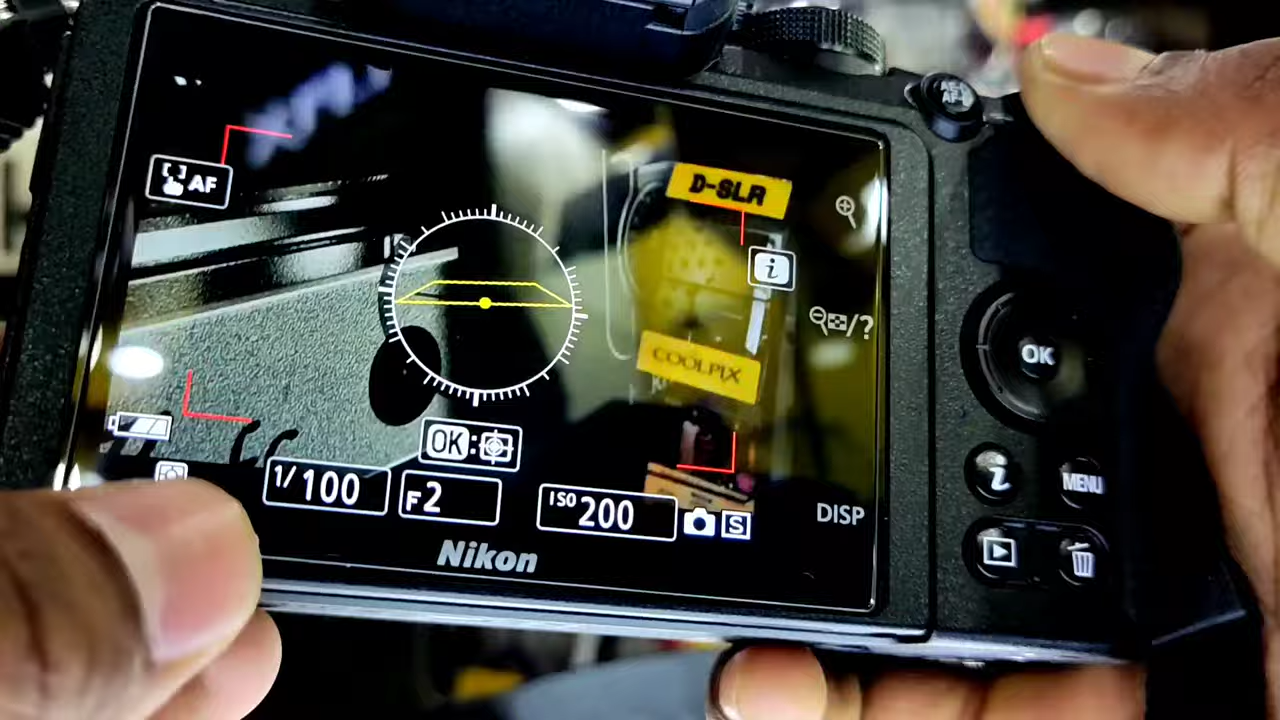 AF
D-SLR
i
?
COOLPIX
OK
OK
i
MENU
1/100
F2
ISO 200
S
DISP
Nikon